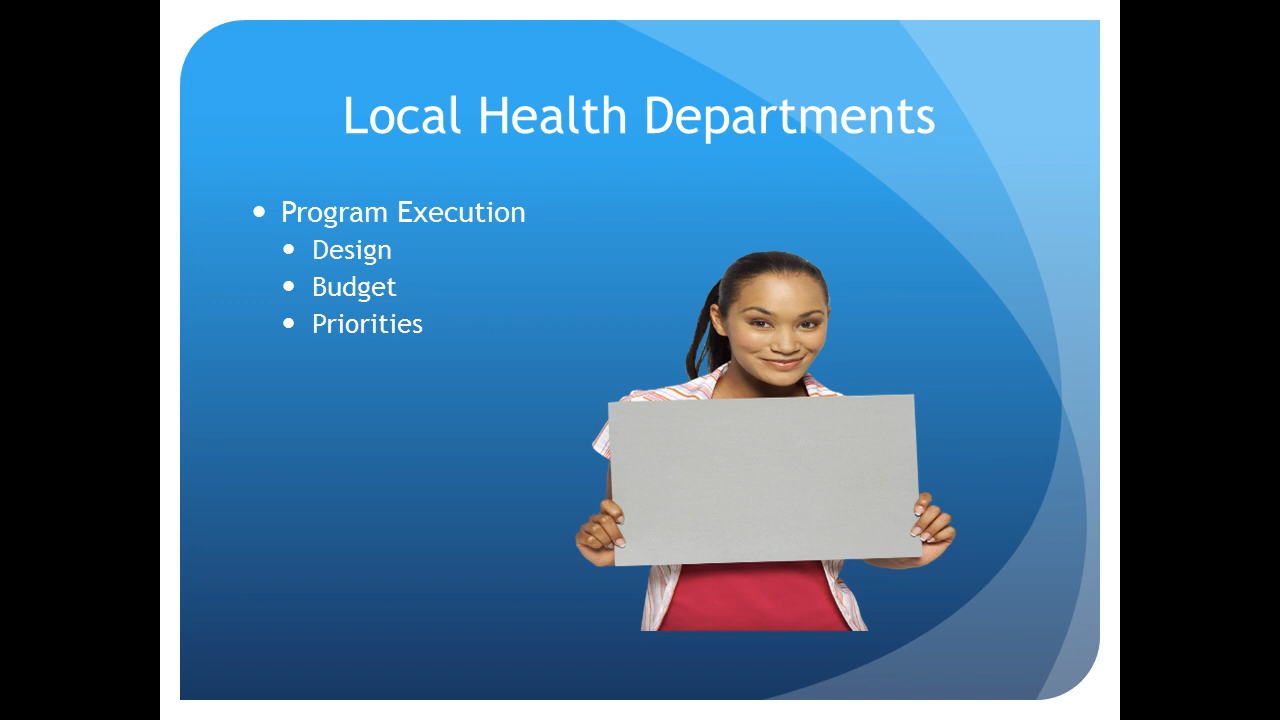 Local Health Departments
Program Execution
Design
Budget
Priorities